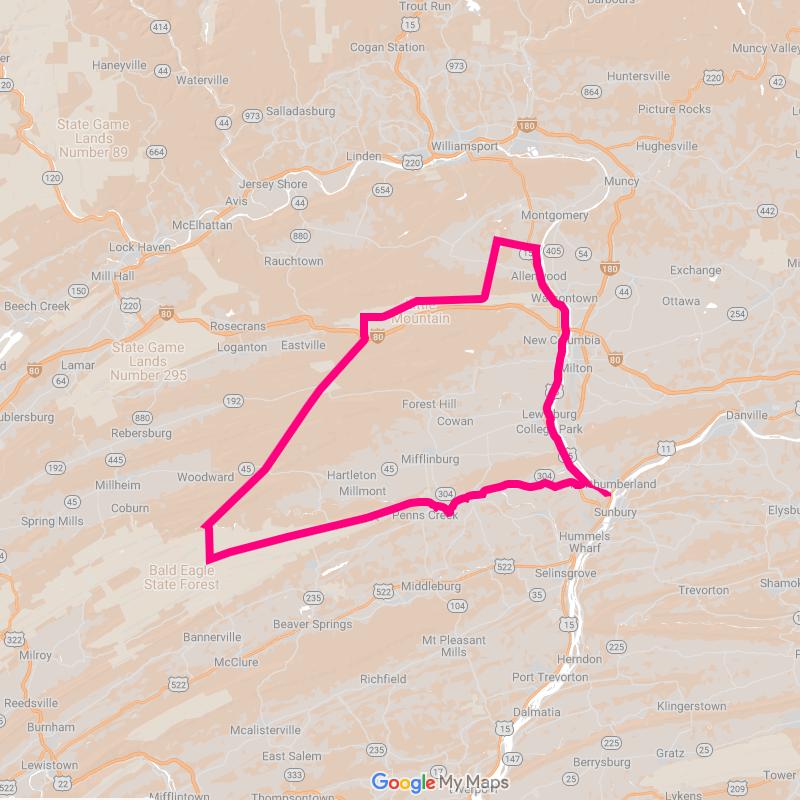 Trout Run
Barbours
15
414
Cogan Station
Muncy Valley
Haneyville
44
973
Huntersville
220
Waterville
42
864
Salladasburg
973
Picture Rocks
State Game
Lands
Number 89
44
180
664
Linden
220
Williamsport
Hughesville
120
Jersey Shore
654
Muncy
Avis
44
McElhattan
Montgomery
442
880
Lock Haven
405
54
Rauchtown
Mill Hall
180
Exchange
Allenwood
150
44
Beech Creek
220
Ottawa
80
254
Mountain
Rosecrans
80
New Columbia
Loganton
Eastville
State Game
Lands
Number 295
80
Lamar
80
Milton
64
192
Forest Hill
880
Cowan
College Park
Danville
Rebersburg
11
445
Mifflinburg
192
45
45
Woodward
Hartleton
304
Millheim
Millmont
45
304
Coburn
Sunbury
Spring Mills
Penns Creek
Hummels
Wharf
522
Bald Eagle
State Forest
Selinsgrove
522
Middleburg
Trevorton
235
35
104
Beaver Springs
15
322
Bannerville
Mt Pleasant
Mills
225
Milroy
McClure
Herndon
522
Richfield
Port Trevorton
Reedsville
Klingerstown
Dalmatia
Burnham
Mcalisterville
15
235
25
East Salem
Gratz
147
Lewistown
333
Berrysburg
22
17
25
Tower
Google My Maps
522
Mifflintown
Thompsontown
Lykens
209